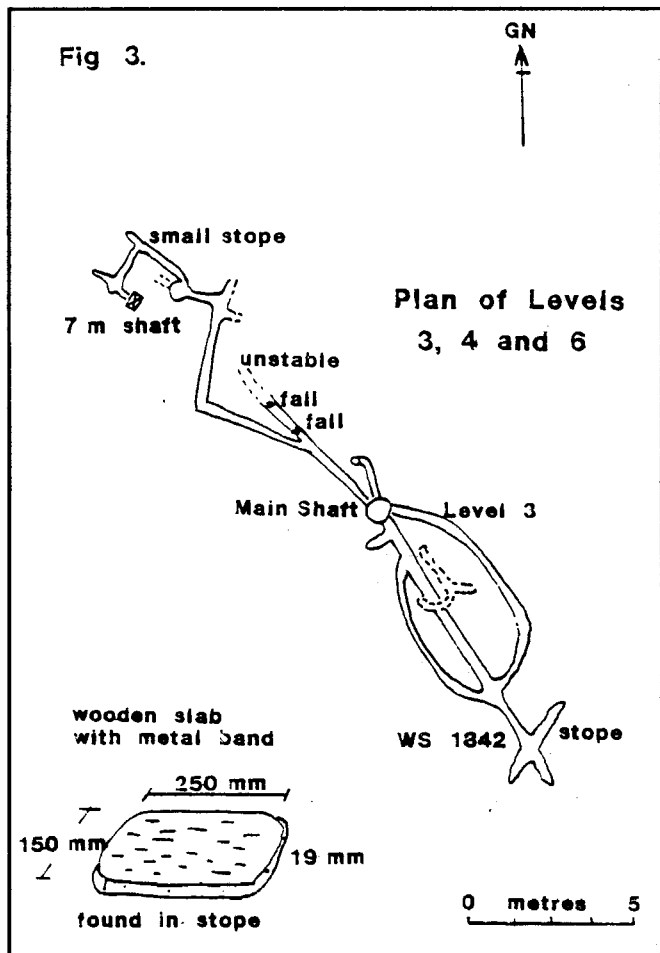 Fig 3.
GN
small stope
7 m shaft
Plan of Levels
3, 4 and 6
unstable
fall
fall
Main Shaft
Level 3
WS 1842
stope
wooden slab
with metal band
250 mm
150 mm
19 mm
found in stope
0 metres 5